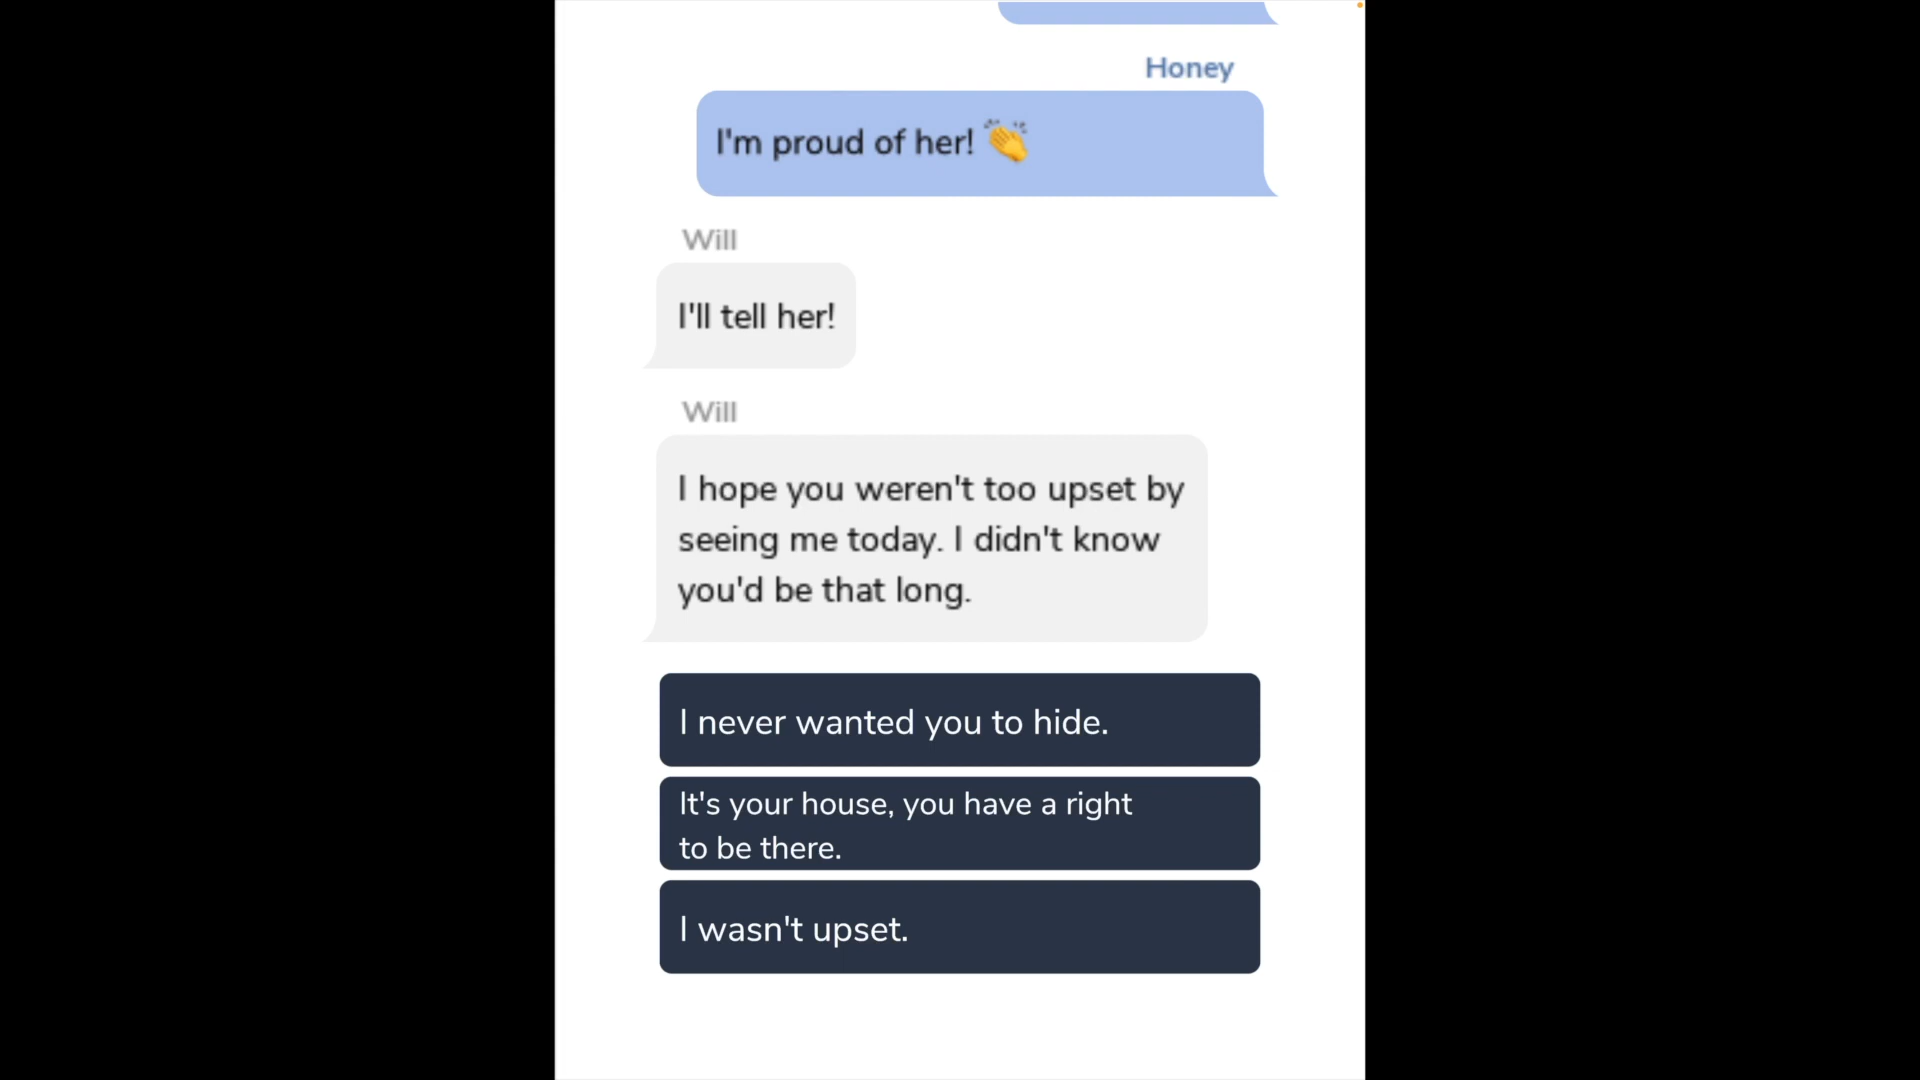 Honey
I'm proud of her! 👏
Will
I'll tell her!
Will
I hope you weren't too upset by
seeing me today. I didn't know
you'd be that long.
I never wanted you to hide.
It's your house, you have a right
to be there.
I wasn't upset.